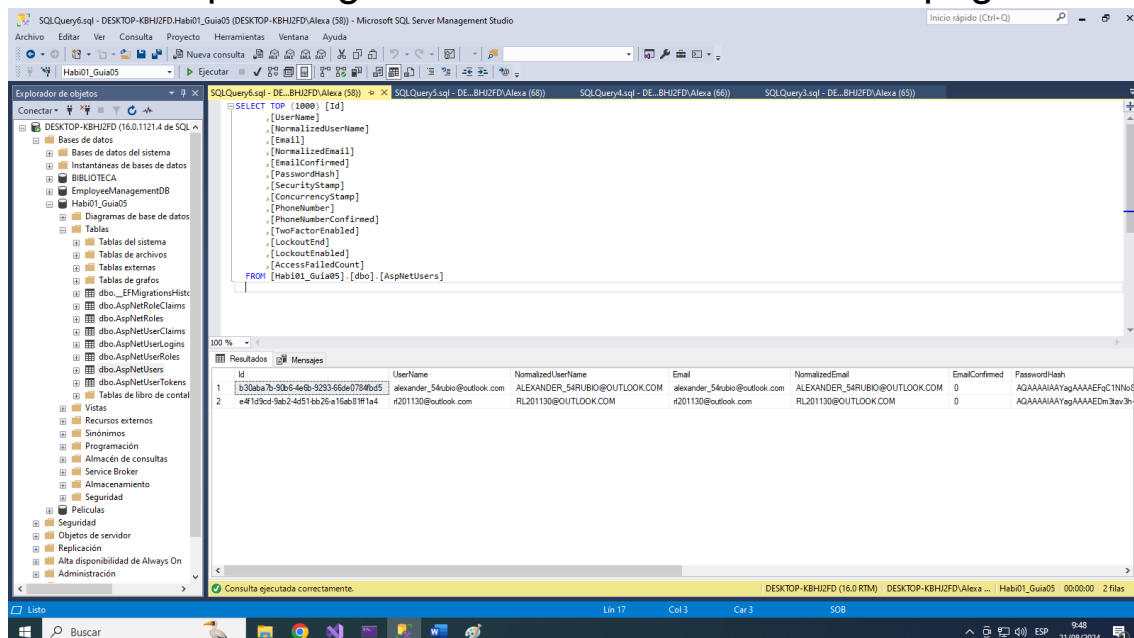 SQLQuery6.sql - DESKTOP-KBHJ2FD.Habi01_Guia05 (DESKTOP-KBHJ2FD\Alexa (58)) - Microsoft SQL Server Management Studio
Inicio rápido (Ctrl+Q)
Archivo Editar Ver Consulta Proyecto Herramientas Ventana Ayuda
Nueva consulta
Habi01_Guia05
Ejecutar
Explorador de objetos
SQLQuery6.sql - DE...BHJ2FD\Alexa (58))
SQLQuery5.sql - DE...BHJ2FD\Alexa (68))
SQLQuery4.sql - DE...BHJ2FD\Alexa (66))
SQLQuery3.sql - DE...BHJ2FD\Alexa (65))
Conectar
DESKTOP-KBHJ2FD (16.0.1121.4 de SQL
Bases de datos
Bases de datos del sistema
Instantáneas de bases de datos
BIBLIOTECA
EmployeeManagementDB
Habi01_Guia05
Diagramas de base de datos
Tablas
Tablas del sistema
Tablas de archivos
Tablas externas
Tablas de grafos
dbo.__EFMigrationsHistc
dbo.AspNetRoleClaims
dbo.AspNetRoles
dbo.AspNetUserClaims
dbo.AspNetUserLogins
dbo.AspNetUserRoles
dbo.AspNetUsers
dbo.AspNetUserTokens
Tablas de libro de contal
Vistas
Recursos externos
Sinónimos
Programación
Almacén de consultas
Service Broker
Almacenamiento
Seguridad
Peliculas
Seguridad
Objetos de servidor
Replicación
Alta disponibilidad de Always On
Administración
SELECT TOP (1000) [Id]
,[UserName]
,[NormalizedUserName]
,[Email]
,[NormalizedEmail]
,[EmailConfirmed]
,[PasswordHash]
,[SecurityStamp]
,[ConcurrencyStamp]
,[PhoneNumber]
,[PhoneNumberConfirmed]
,[TwoFactorEnabled]
,[LockoutEnd]
,[LockoutEnabled]
,[AccessFailedCount]
FROM [Habi01_Guia05].[dbo].[AspNetUsers]
100 %
Resultados Mensajes
Id UserName NormalizedUserName Email NormalizedEmail EmailConfirmed PasswordHash
1 b30aba7b-90b6-4e6b-9293-66de0784fbd5 alexander_54rubio@outlook.com ALEXANDER_54RUBIO@OUTLOOK.COM alexander_54rubio@outlook.com ALEXANDER_54RUBIO@OUTLOOK.COM 0
2 e4f1d9cd-9ab2-4d51-bb26-a16ab81ff1a4 rl201130@outlook.com RL201130@OUTLOOK.COM rl201130@outlook.com RL201130@OUTLOOK.COM 0
Consulta ejecutada correctamente.
DESKTOP-KBHJ2FD (16.0 RTM) DESKTOP-KBHJ2FD\Alexa ... Habi01_Guia05 00:00:00 2 filas
Listo Lín 17 Col 3 Car 3 SOB
Buscar
ESP
9:48
21/08/2024